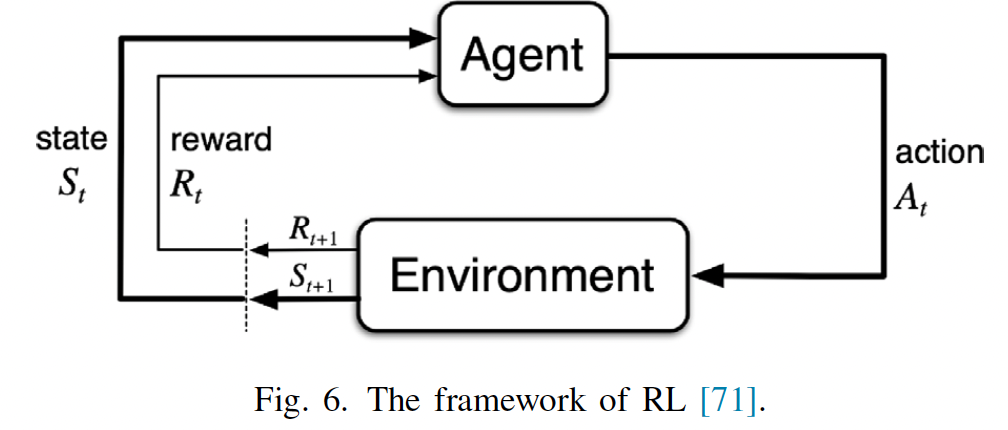 Agent
state
S_t
reward
R_t
action
A_t
R_{t+1}
S_{t+1}
Environment
Fig. 6. The framework of RL [71].